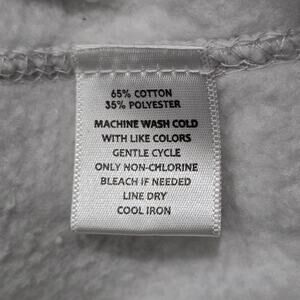 65% COTTON
35% POLYESTER
MACHINE WASH COLD
WITH LIKE COLORS
GENTLE CYCLE
ONLY NON-CHLORINE
BLEACH IF NEEDED
LINE DRY
COOL IRON